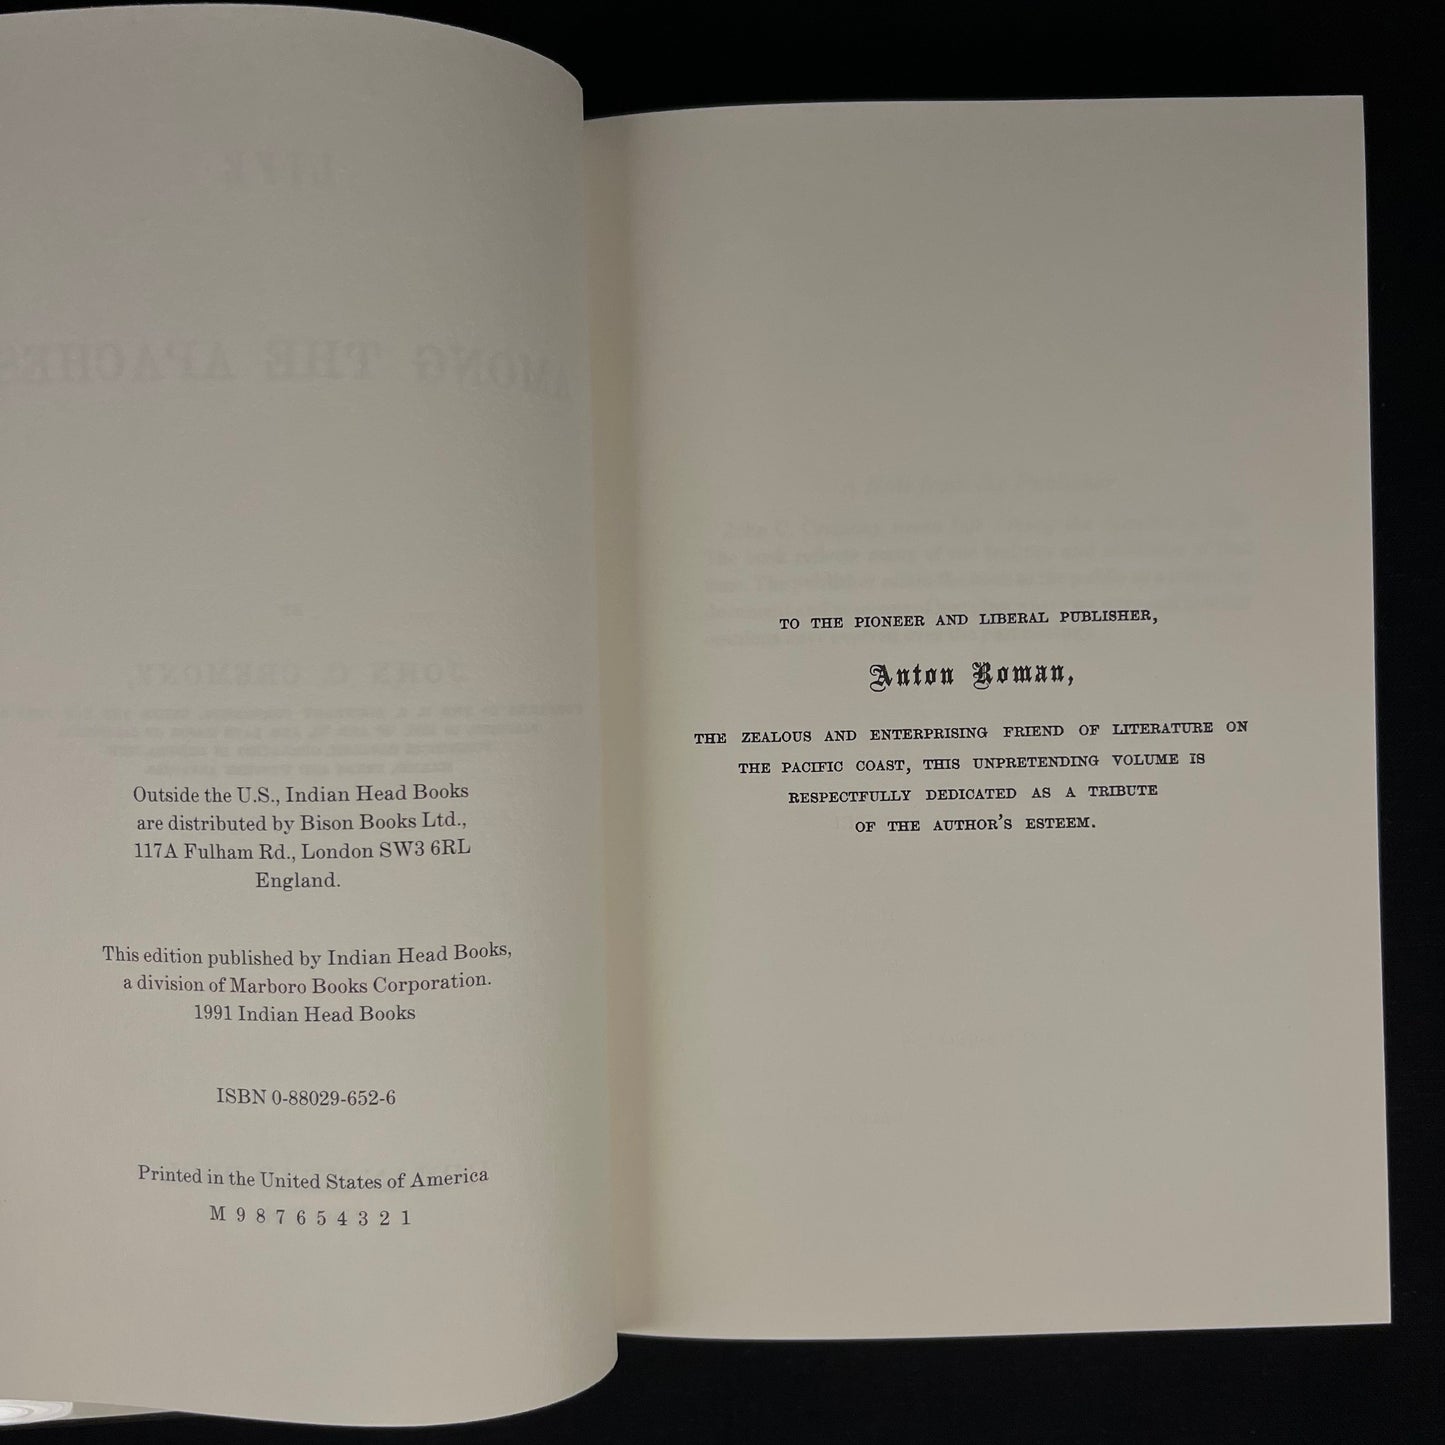 Outside the U.S., Indian Head Books
are distributed by Bison Books Ltd.,
117A Fulham Rd., London SW3 6RL
England.
This edition published by Indian Head Books,
a division of Marboro Books Corporation.
1991 Indian Head Books
ISBN 0-88029-652-6
Printed in the United States of America
M 9 8 7 6 5 4 3 2 1
TO THE PIONEER AND LIBERAL PUBLISHER,
Anton Roman,
THE ZEALOUS AND ENTERPRISING FRIEND OF LITERATURE ON
THE PACIFIC COAST, THIS UNPRETENDING VOLUME IS
RESPECTFULLY DEDICATED AS A TRIBUTE
OF THE AUTHOR'S ESTEEM.